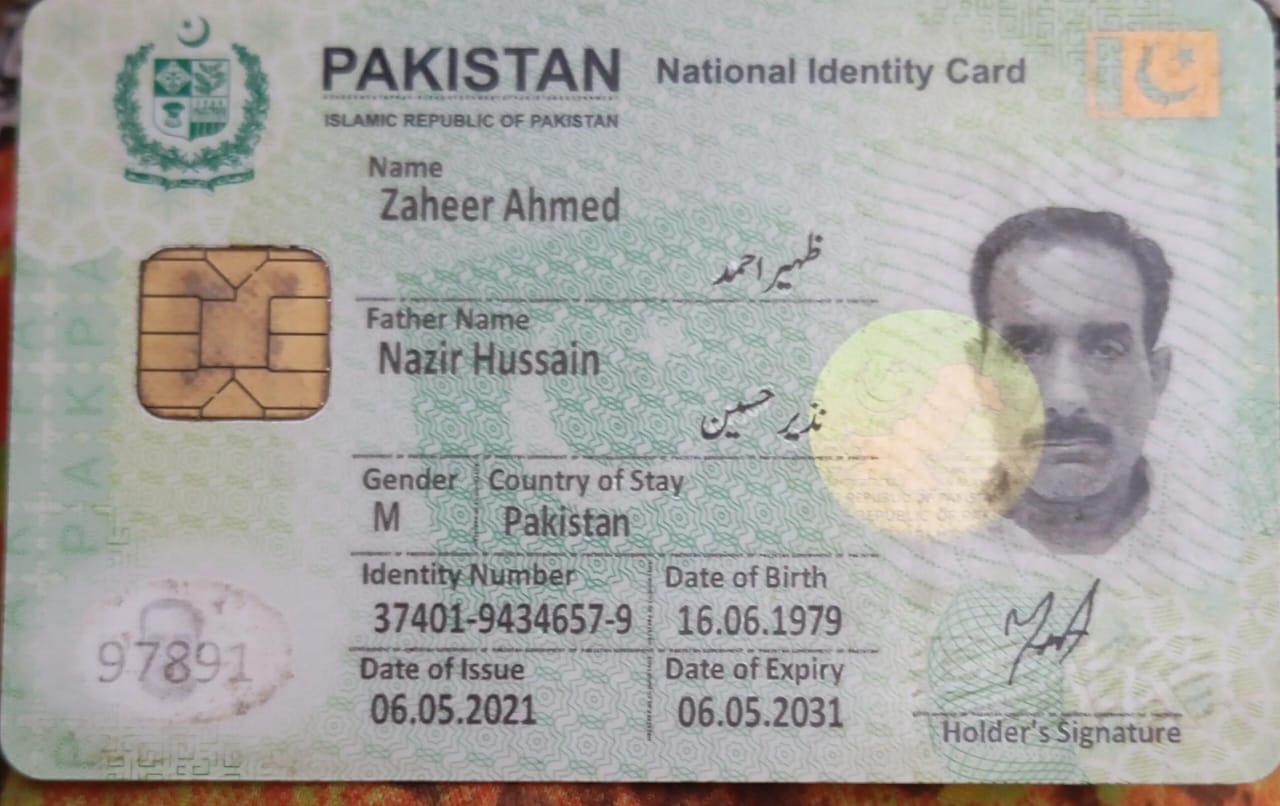 PAKISTAN National Identity Card
ISLAMIC REPUBLIC OF PAKISTAN
Name
Zaheer Ahmed
ظہیر احمد
Father Name
Nazir Hussain
نذیر حسین
Gender Country of Stay
M Pakistan
Identity Number Date of Birth
37401-9434657-9 16.06.1979
Date of Issue Date of Expiry
06.05.2021 06.05.2031
97891
Holder's Signature